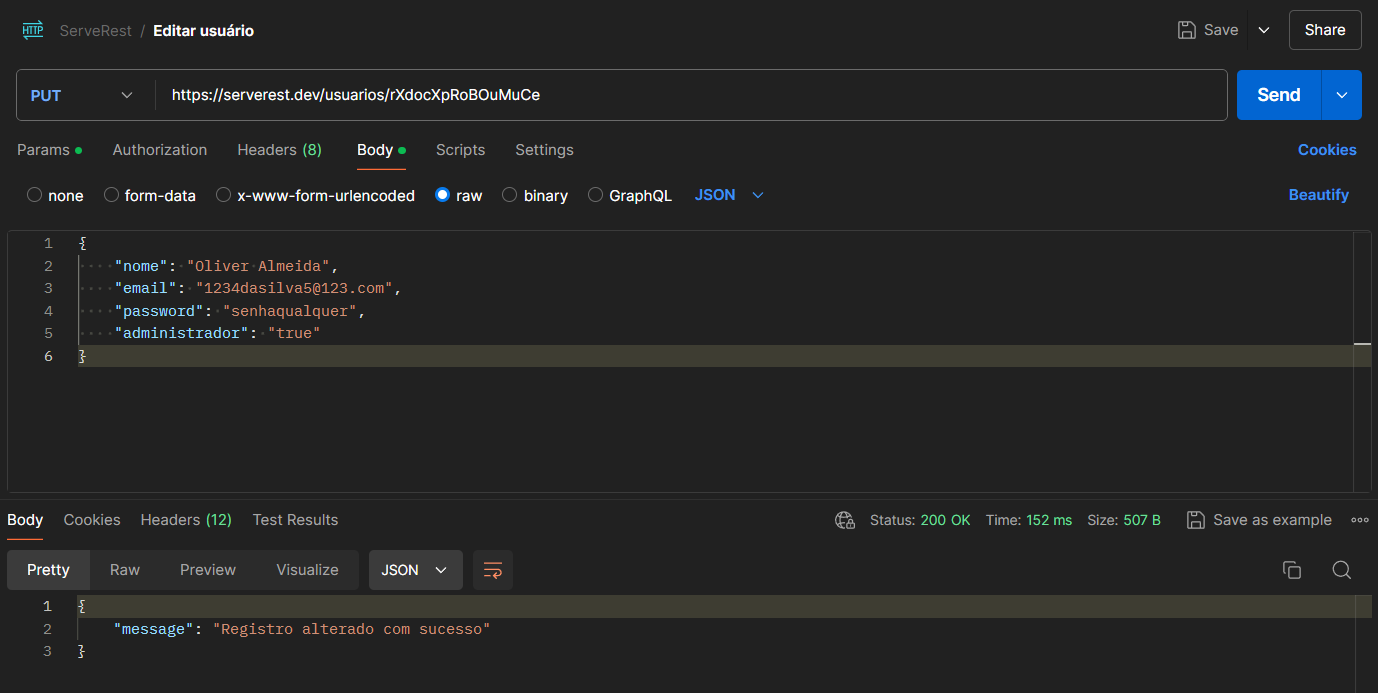 HTTP ServeRest / Editar usuário Save Share
PUT https://serverest.dev/usuarios/rXdocXpRoBOuMuCe Send
Params Authorization Headers (8) Body Scripts Settings Cookies
none form-data x-www-form-urlencoded raw binary GraphQL JSON Beautify
1 {
2 "nome": "Oliver Almeida",
3 "email": "1234dasilva5@123.com",
4 "password": "senhaqualquer",
5 "administrador": "true"
6 }
Body Cookies Headers (12) Test Results Status: 200 OK Time: 152 ms Size: 507 B Save as example
Pretty Raw Preview Visualize JSON
1 {
2 "message": "Registro alterado com sucesso"
3 }